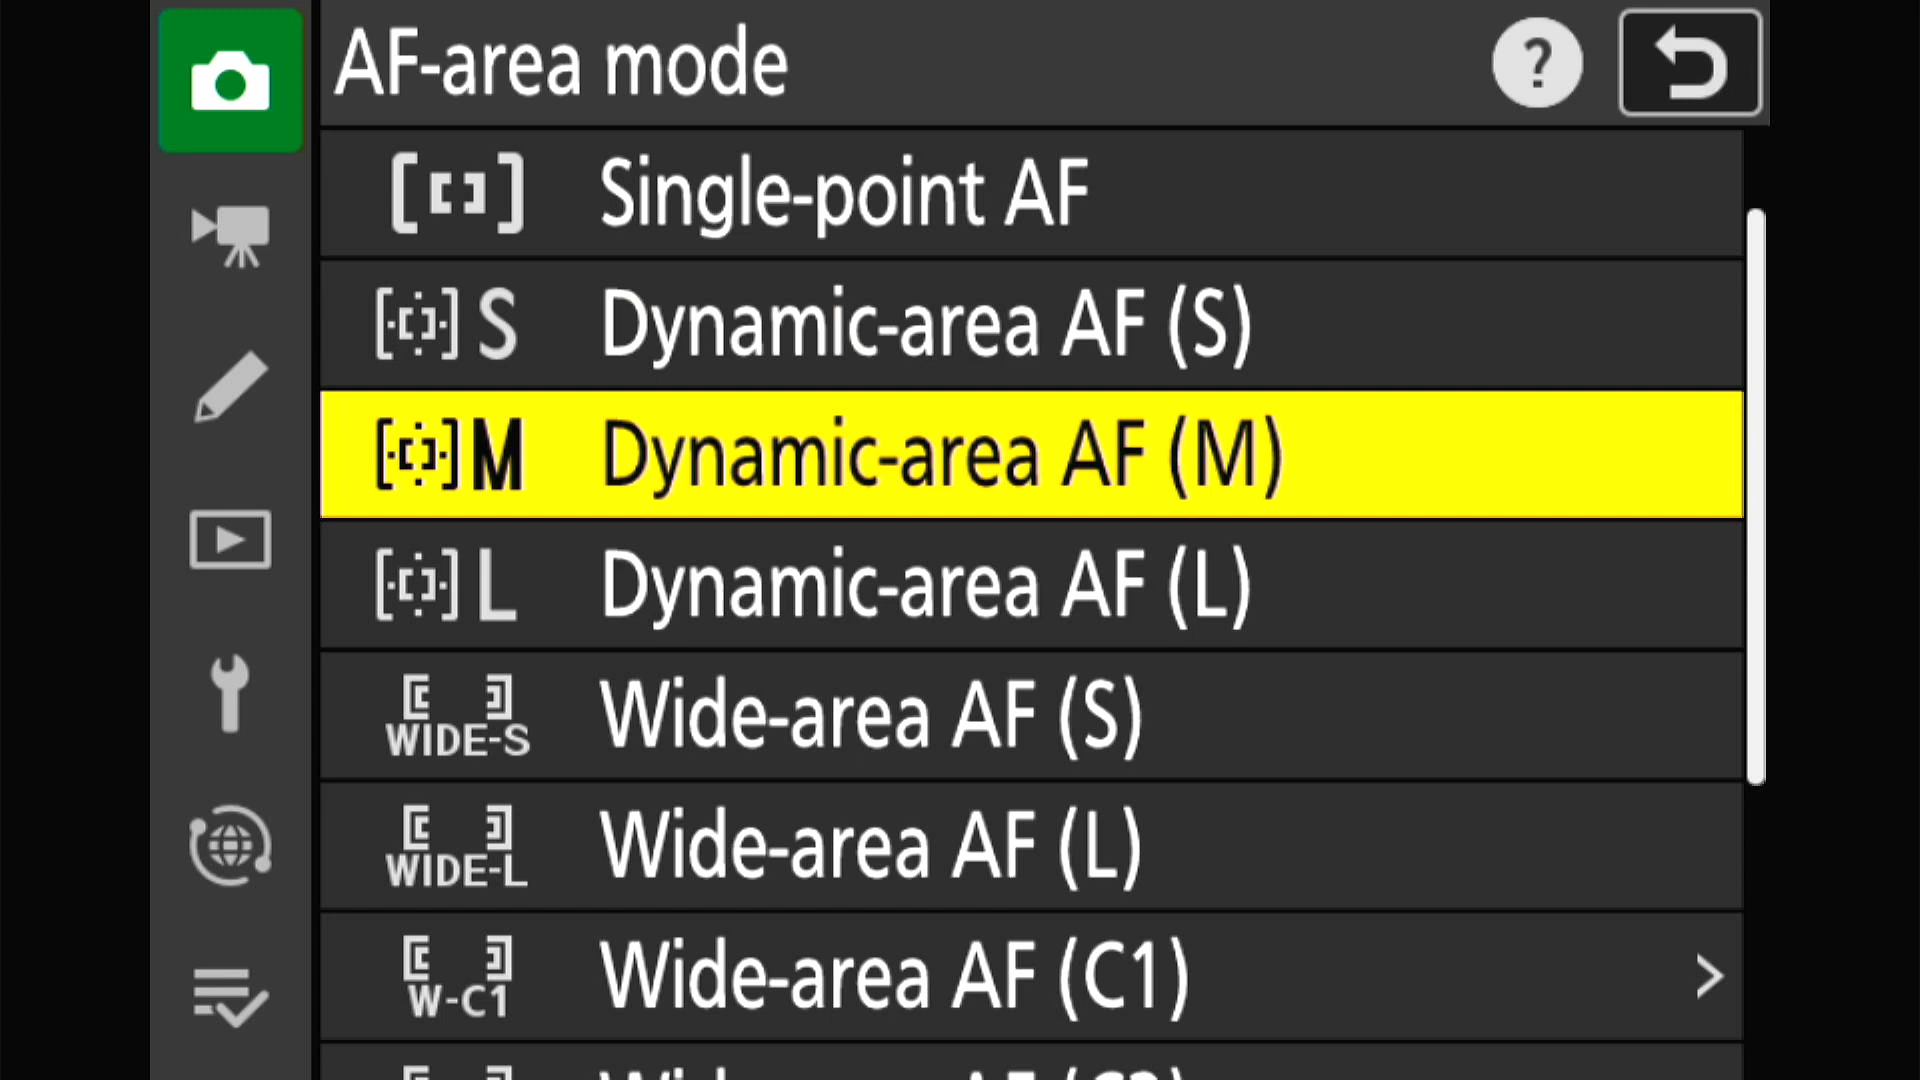 AF-area mode
?
Single-point AF
S Dynamic-area AF (S)
M Dynamic-area AF (M)
L Dynamic-area AF (L)
WIDE-S Wide-area AF (S)
WIDE-L Wide-area AF (L)
W-C1 Wide-area AF (C1)